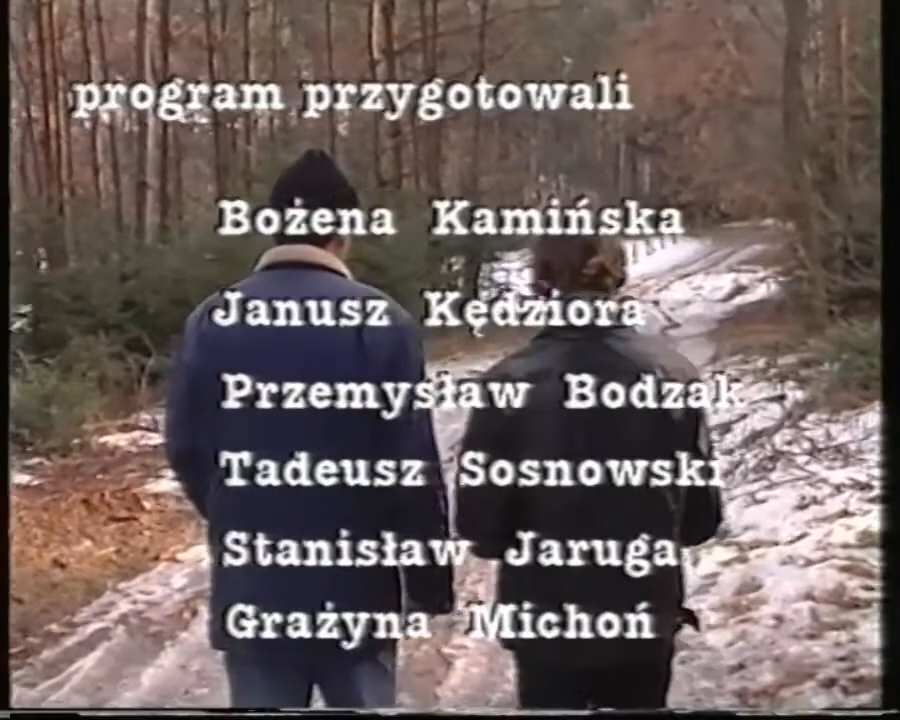 program przygotowali
Bożena Kamińska
Janusz Kędziora
Przemysław Bodzak
Tadeusz Sosnowski
Stanisław Jaruga
Grażyna Michoń